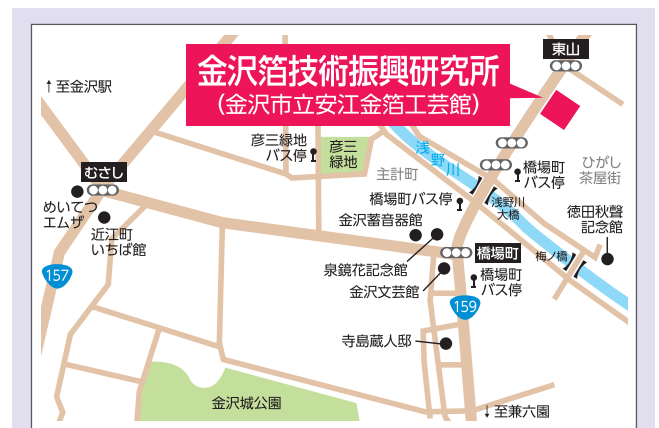 東山
金沢箔技術振興研究所
(金沢市立安江金箔工芸館)
↑至金沢駅
彦三緑地
バス停
彦三
緑地
浅野川
主計町
橋場町
バス停
ひがし
茶屋街
むさし
めいてつ
エムザ
近江町
いちば館
橋場町バス停
浅野川
大橋
徳田秋聲
記念館
金沢蓄音器館
梅ノ橋
橋場町
泉鏡花記念館
金沢文芸館
橋場町
バス停
157
159
寺島蔵人邸
金沢城公園
↓至兼六園